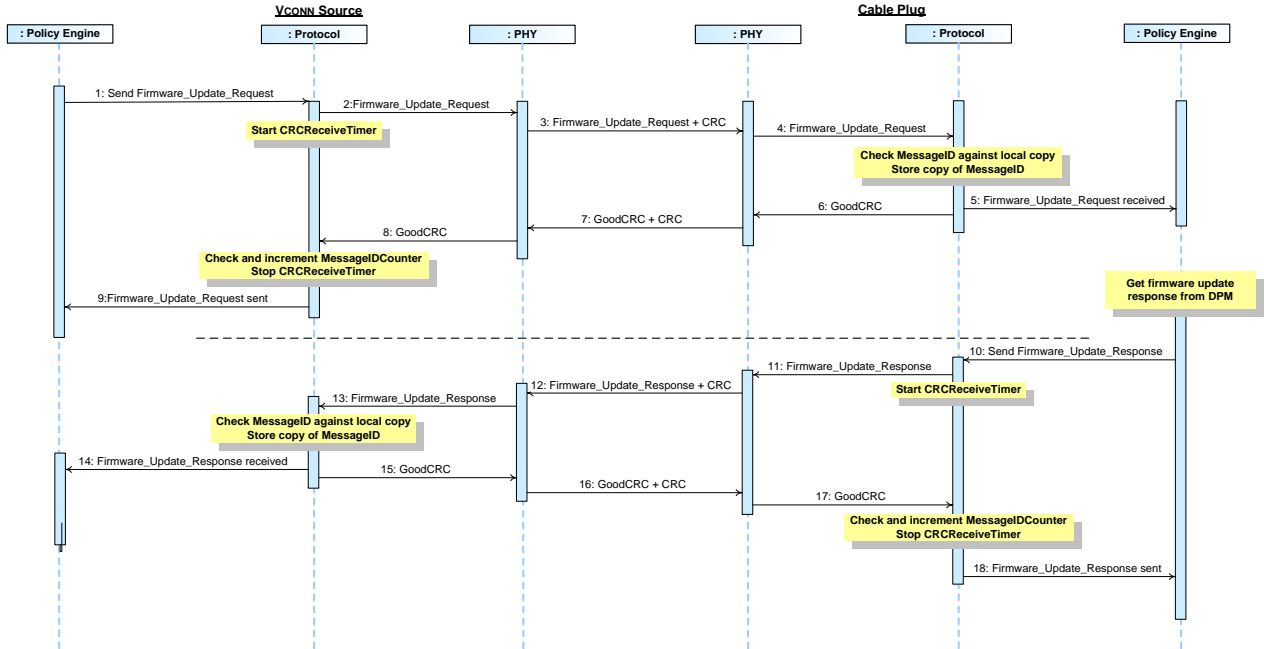 VCONN Source
Cable Plug
: Policy Engine
: Protocol
: PHY
: PHY
: Protocol
: Policy Engine
1: Send Firmware_Update_Request
2:Firmware_Update_Request
Start CRCReceiveTimer
3: Firmware_Update_Request + CRC
4: Firmware_Update_Request
Check MessageID against local copy
Store copy of MessageID
5: Firmware_Update_Request received
6: GoodCRC
7: GoodCRC + CRC
8: GoodCRC
Check and increment MessageIDCounter
Stop CRCReceiveTimer
9:Firmware_Update_Request sent
Get firmware update
response from DPM
10: Send Firmware_Update_Response
11: Firmware_Update_Response
Start CRCReceiveTimer
12: Firmware_Update_Response + CRC
13: Firmware_Update_Response
Check MessageID against local copy
Store copy of MessageID
14: Firmware_Update_Response received
15: GoodCRC
16: GoodCRC + CRC
17: GoodCRC
Check and increment MessageIDCounter
Stop CRCReceiveTimer
18: Firmware_Update_Response sent